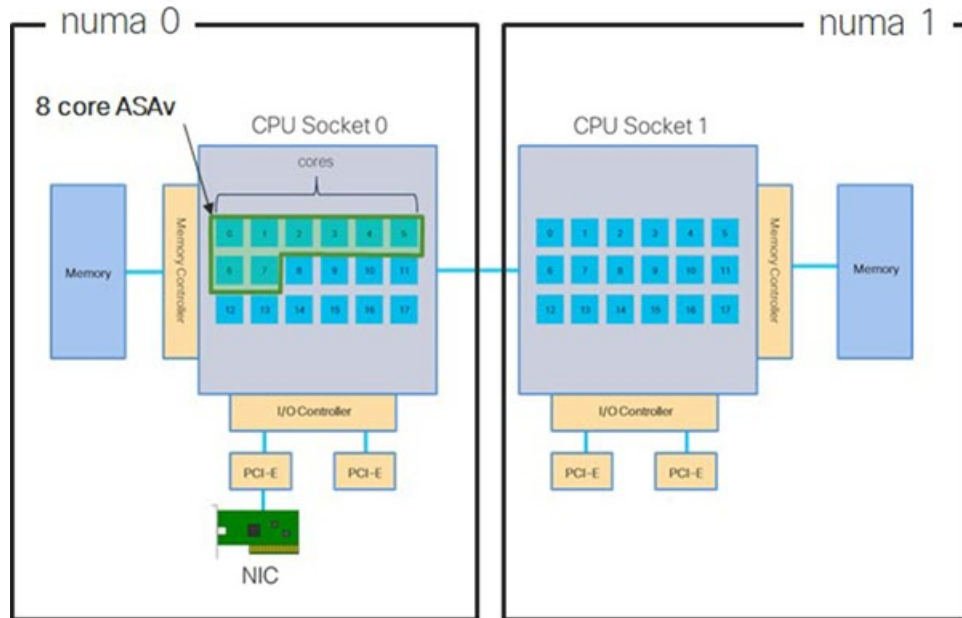 numa 0
numa 1
8 core ASAv
CPU Socket 0
CPU Socket 1
cores
0 1 2 3 4 5
6 7 8 9 10 11
12 13 14 15 16 17
0 1 2 3 4 5
6 7 8 9 10 11
12 13 14 15 16 17
Memory
Memory Controller
Memory Controller
Memory
I/O Controller
I/O Controller
PCI-E
PCI-E
PCI-E
PCI-E
NIC